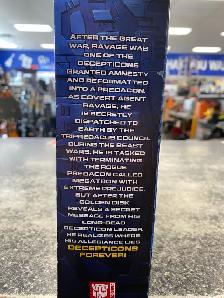 AFTER THE GREAT
WAR, RAVAGE WAS
ONE OF THE
DECEPTICONS
GRANTED AMNESTY
AND REFORMATTED
INTO A PREDACON.
AS COVERT AGENT
RAVAGE, HE
IS SECRETLY
DISPATCHED TO
EARTH BY THE
TRIPREDACUS COUNCIL
DURING THE BEAST
WARS. HE IS TASKED
WITH TERMINATING
THE ROGUE
PREDACON CALLED
MEGATRON WITH
EXTREME PREJUDICE.
BUT AFTER THE
GOLDEN DISK
REVEALS A SECRET
MESSAGE FROM HIS
LONG-DEAD
DECEPTICON LEADER,
HE REALIZES WHERE
HIS ALLEGIANCE LIES.
DECEPTICONS
FOREVER!